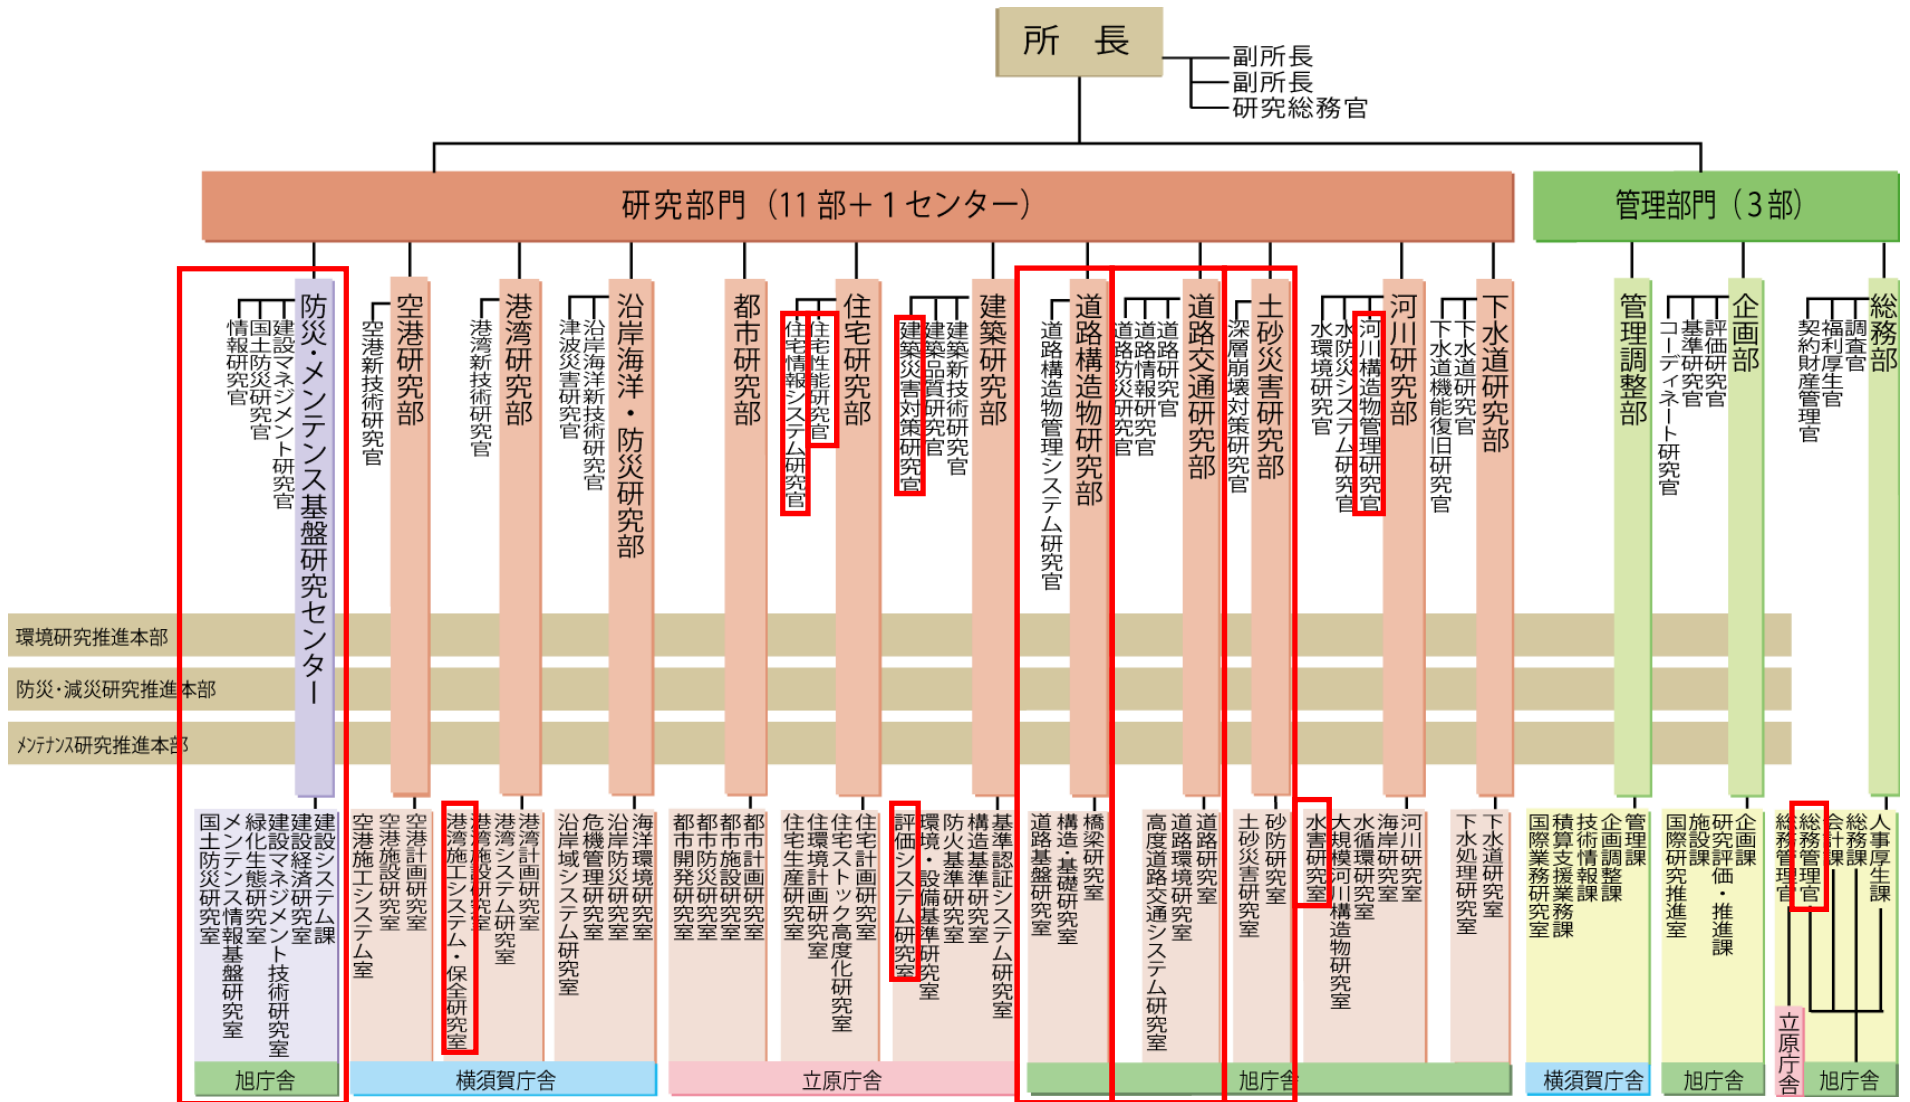 所 長
副所長
副所長
研究総務官
研究部門（11部＋1センター）
管理部門（3部）
総務部
調査官
福利厚生官
契約財産管理官
企画部
評価研究官
基準研究官
コーディネート研究官
管理調整部
下水道研究部
下水道研究官
下水道機能復旧研究官
河川研究部
河川構造物管理研究官
水防災システム研究官
水環境研究官
土砂災害研究部
深層崩壊対策研究官
道路交通研究部
道路研究官
道路情報研究官
道路防災研究官
道路構造物研究部
道路構造物管理システム研究官
建築研究部
建築新技術研究官
建築品質研究官
建築災害対策研究官
住宅研究部
住宅性能研究官
住宅情報システム研究官
都市研究部
沿岸海洋・防災研究部
沿岸海洋新技術研究官
津波災害研究官
港湾研究部
港湾新技術研究官
空港研究部
空港新技術研究官
防災・メンテンス基盤研究センター
建設マネジメント研究官
国土防災研究官
情報研究官
環境研究推進本部
防災・減災研究推進本部
メンテナンス研究推進本部
人事厚生課
総務課
会計課
総務管理官
総務管理官
企画課
研究評価・推進課
施設課
国際研究推進室
管理課
企画調整課
技術情報課
積算支援業務課
国際業務研究室
下水道研究室
下水処理研究室
河川研究室
海岸研究室
水循環研究室
大規模河川構造物研究室
水害研究室
砂防研究室
土砂災害研究室
道路研究室
道路環境研究室
高度道路交通システム研究室
橋梁研究室
構造・基礎研究室
道路基盤研究室
基準認証システム研究室
構造基準研究室
防火基準研究室
環境・設備基準研究室
評価システム研究室
住宅計画研究室
住宅ストック高度化研究室
住環境計画研究室
住宅生産研究室
都市計画研究室
都市施設研究室
都市防災研究室
都市開発研究室
海洋環境研究室
沿岸防災研究室
危機管理研究室
沿岸域システム研究室
港湾計画研究室
港湾システム研究室
港湾施設研究室
港湾施工システム・保全研究室
空港計画研究室
空港施設研究室
空港施工システム室
建設システム課
建設経済研究室
建設マネジメント技術研究室
緑化生態研究室
メンテンス情報基盤研究室
国土防災研究室
旭庁舎
横須賀庁舎
立原庁舎
旭庁舎
横須賀庁舎
旭庁舎
立原庁舎
旭庁舎